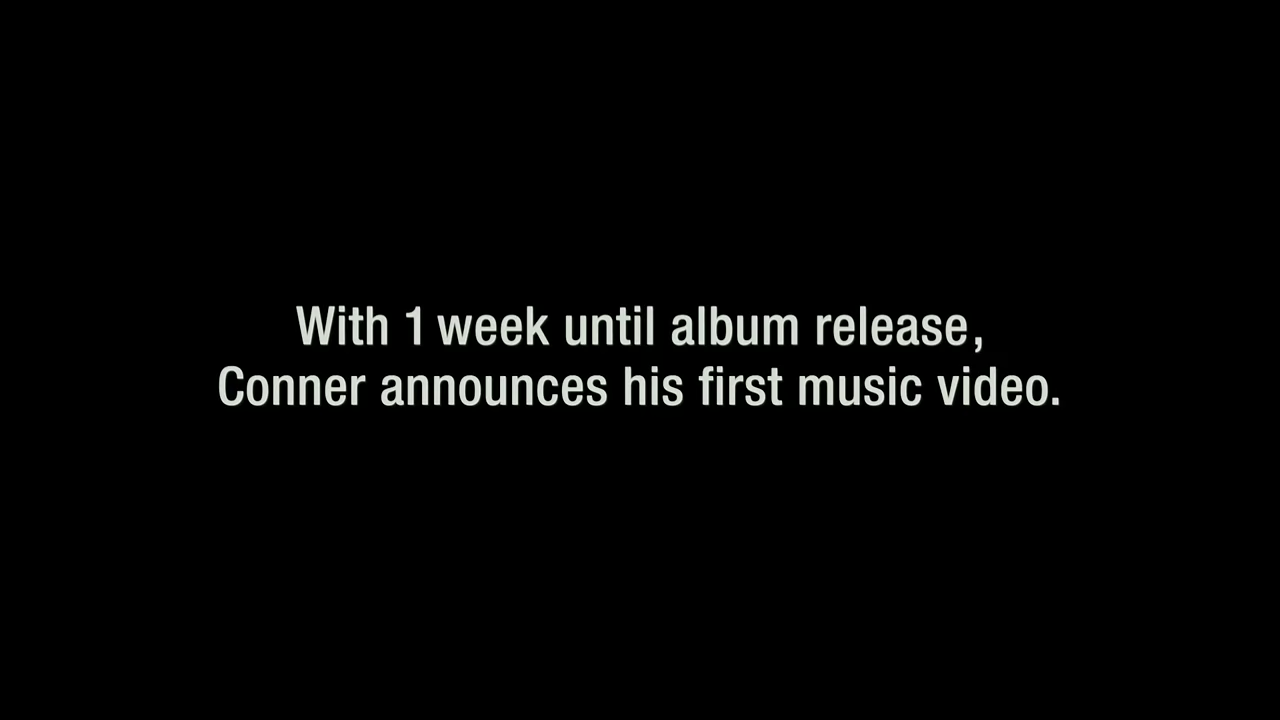 With 1 week until album release,
Conner announces his first music video.